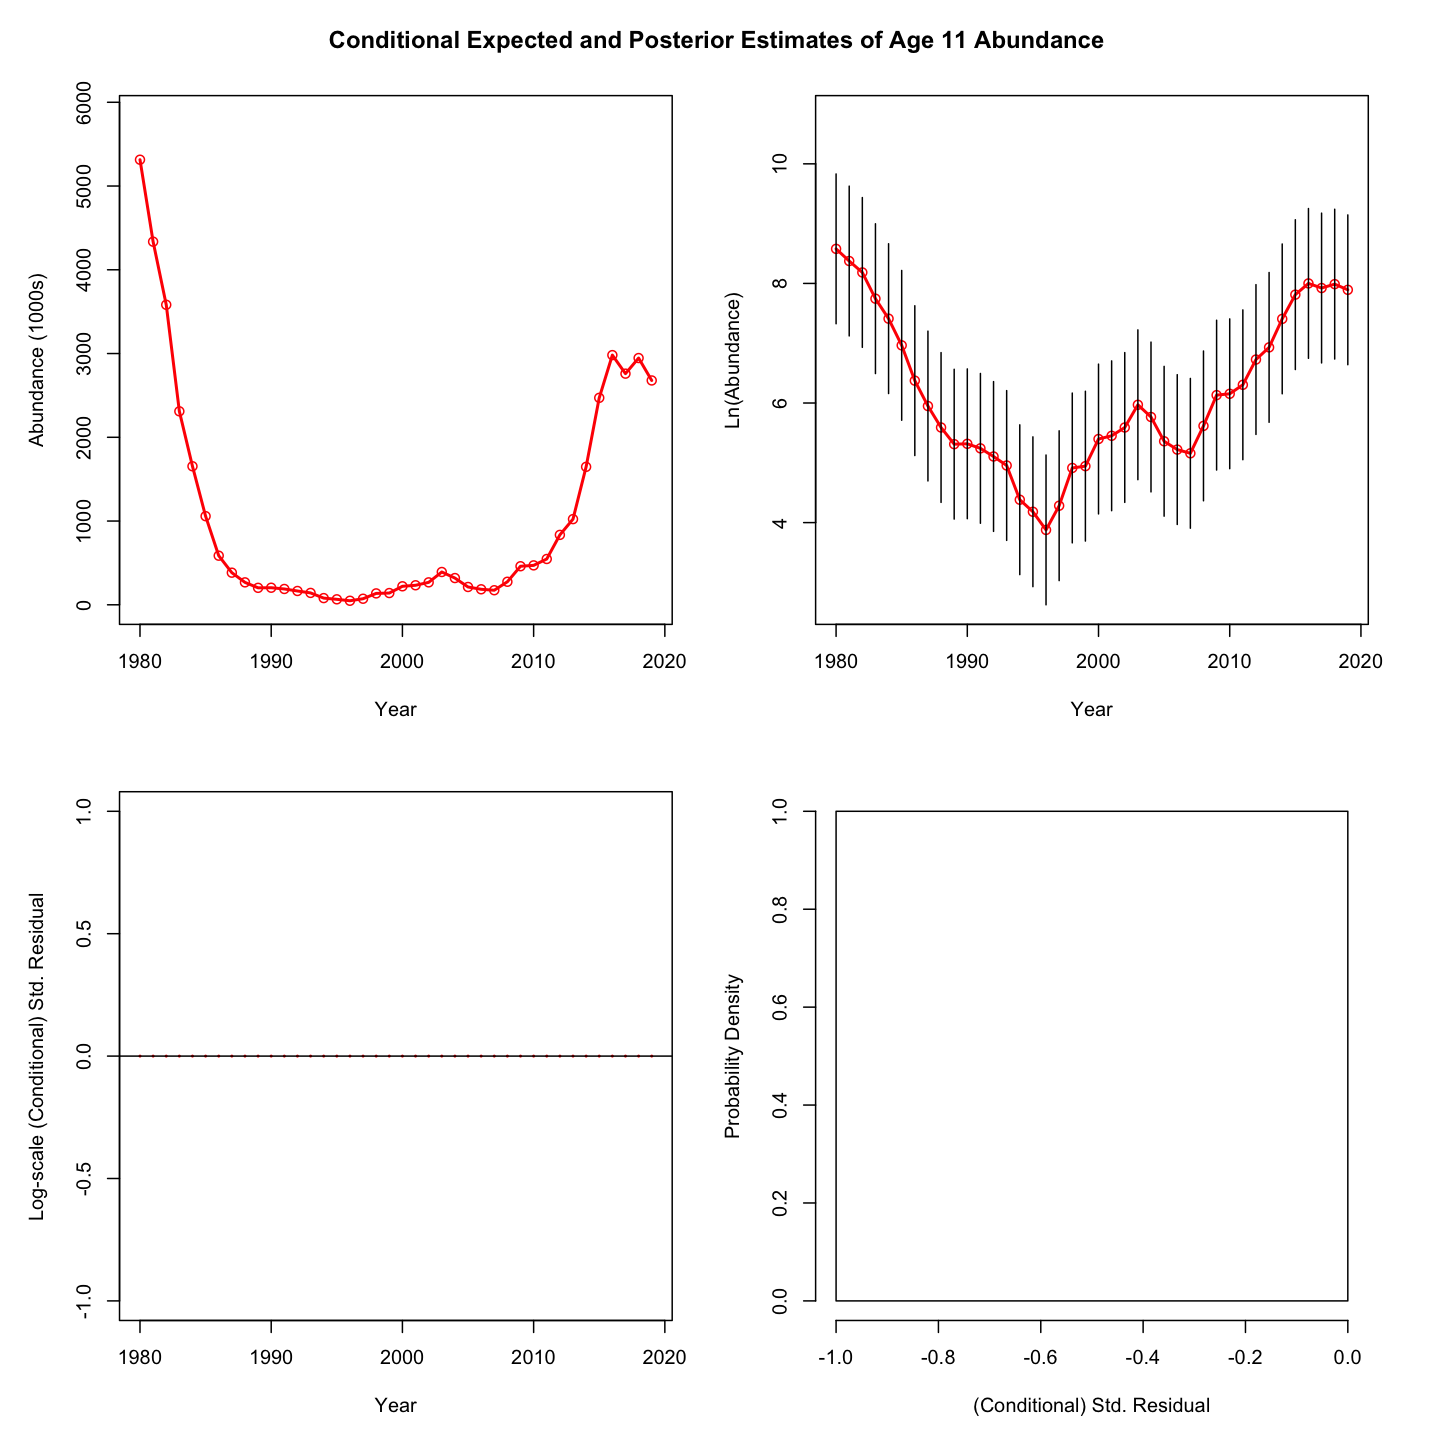 Conditional Expected and Posterior Estimates of Age 11 Abundance
Abundance (1000s)
6000
5000
4000
3000
2000
1000
0
1980 1990 2000 2010 2020
Year
Ln(Abundance)
10
8
6
4
1980 1990 2000 2010 2020
Year
Log-scale (Conditional) Std. Residual
1.0
0.5
0.0
-0.5
-1.0
1980 1990 2000 2010 2020
Year
Probability Density
1.0
0.8
0.6
0.4
0.2
0.0
-1.0 -0.8 -0.6 -0.4 -0.2 0.0
(Conditional) Std. Residual